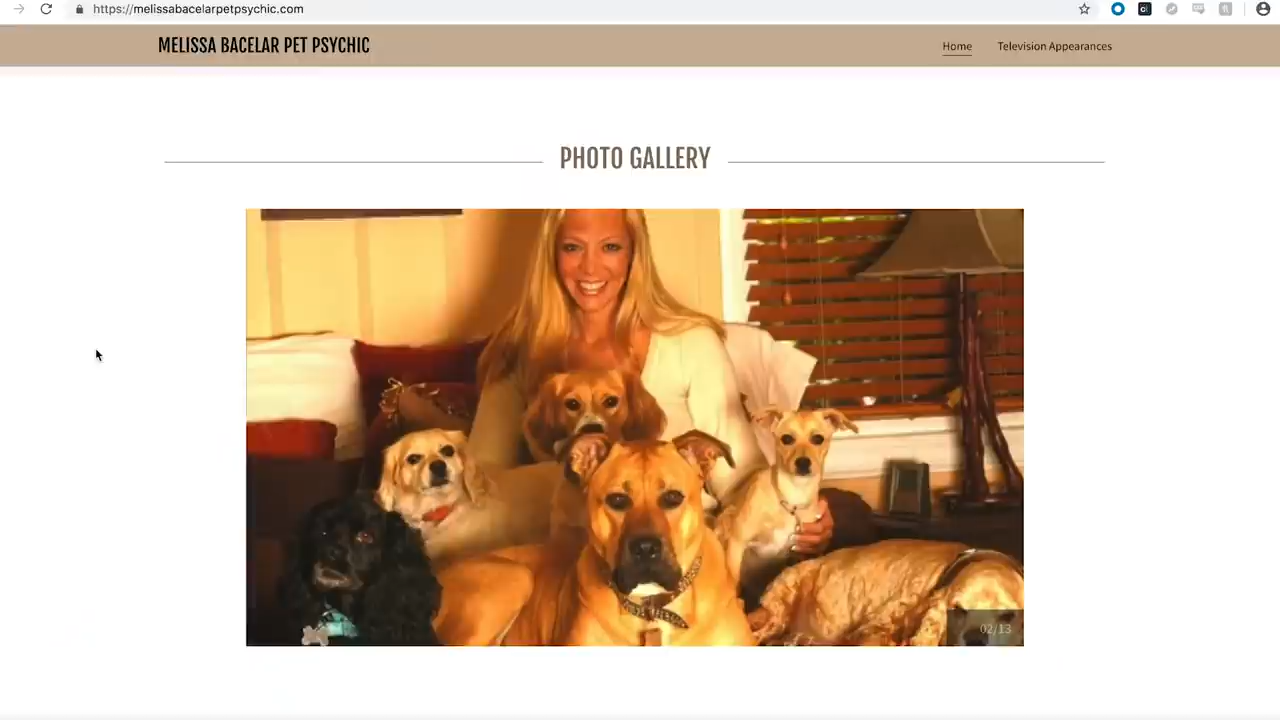 https://melissabacelarpetpsychic.com
MELISSA BACELAR PET PSYCHIC
Home
Television Appearances
PHOTO GALLERY
02/13